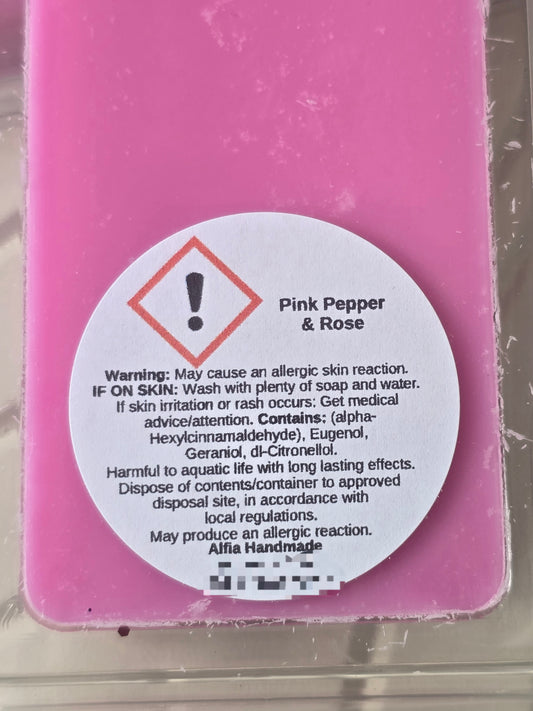 Pink Pepper
& Rose
Warning: May cause an allergic skin reaction.
IF ON SKIN: Wash with plenty of soap and water.
If skin irritation or rash occurs: Get medical
advice/attention. Contains: (alpha-
Hexylcinnamaldehyde), Eugenol,
Geraniol, dl-Citronellol.
Harmful to aquatic life with long lasting effects.
Dispose of contents/container to approved
disposal site, in accordance with
local regulations.
May produce an allergic reaction.
Alfia Handmade